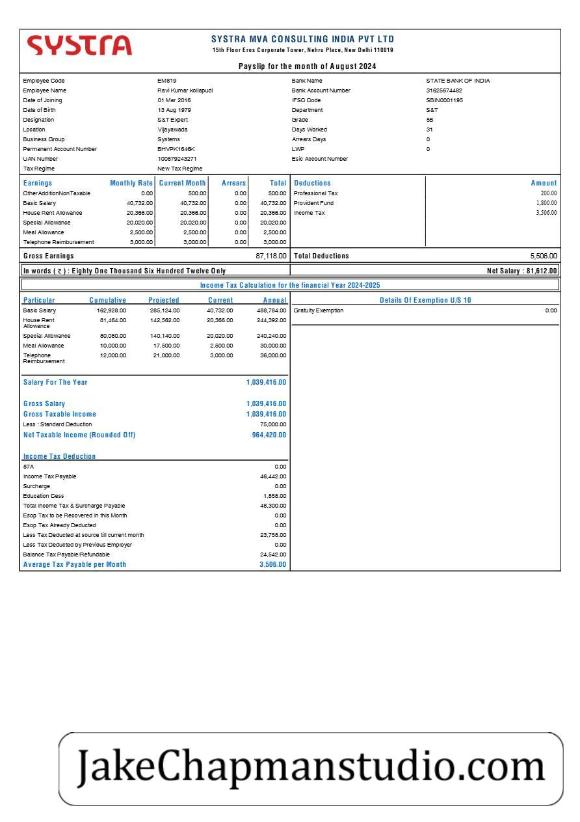 SYSTRA
SYSTRA MVA CONSULTING INDIA PVT LTD
15th Floor Eros Corporate Tower, Nehru Place, New Delhi 110019
Payslip for the month of August 2024
Employee Code EM819 Bank Name STATE BANK OF INDIA
Employee Name Ravi Kumar kollapudi Bank Account Number 31625674482
Date of Joining 01 Mar 2016 IFSC Code
Date of Birth 13 Aug 1979 Department S&T
Designation S&T Expert Grade
Location Vijayawada Days Worked 31
Business Group Systems Arrears Days 0
Permanent Account Number LWP 0
UAN Number 100679243271 Esic Account Number
Tax Regime New Tax Regime
Earnings Monthly Rate Current Month Arrears Total Deductions Amount
OtherAdditionNonTaxable 0.00 500.00 0.00 500.00 Professional Tax 200.00
Basic Salary 40,732.00 40,732.00 0.00 40,732.00 Provident Fund 1,800.00
House Rent Allowance 20,366.00 20,366.00 0.00 20,366.00 Income Tax 3,506.00
Special Allowance 20,020.00 20,020.00 0.00 20,020.00
Meal Allowance 2,500.00 2,500.00 0.00 2,500.00
Telephone Reimbursement 3,000.00 3,000.00 0.00 3,000.00
Gross Earnings 87,118.00 Total Deductions 5,506.00
In words ( ₹ ) : Eighty One Thousand Six Hundred Twelve Only Net Salary : 81,612.00
Income Tax Calculation for the financial Year 2024-2025
Particular Cumulative Projected Current Annual Details Of Exemption U/S 10
Basic Salary 162,928.00 285,124.00 40,732.00 488,784.00 Gratuity Exemption 0.00
House Rent Allowance 81,464.00 142,562.00 20,366.00 244,392.00
Special Allowance 80,080.00 140,140.00 20,020.00 240,240.00
Meal Allowance 10,000.00 17,500.00 2,500.00 30,000.00
Telephone Reimbursement 12,000.00 21,000.00 3,000.00 36,000.00
Salary For The Year 1,039,416.00
Gross Salary 1,039,416.00
Gross Taxable Income 1,039,416.00
Less : Standard Deduction 75,000.00
Net Taxable Income (Rounded Off) 964,420.00
Income Tax Deduction
87A 0.00
Income Tax Payable 46,442.00
Surcharge 0.00
Education Cess 1,858.00
Total Income Tax & Surcharge Payable 48,300.00
Esop Tax to be Recovered in this Month 0.00
Esop Tax Already Deducted 0.00
Less Tax Deducted at source till current month 23,758.00
Less Tax Deducted by Previous Employer 0.00
Balance Tax Payable/Refundable 24,542.00
Average Tax Payable per Month 3,506.00
JakeChapmanstudio.com